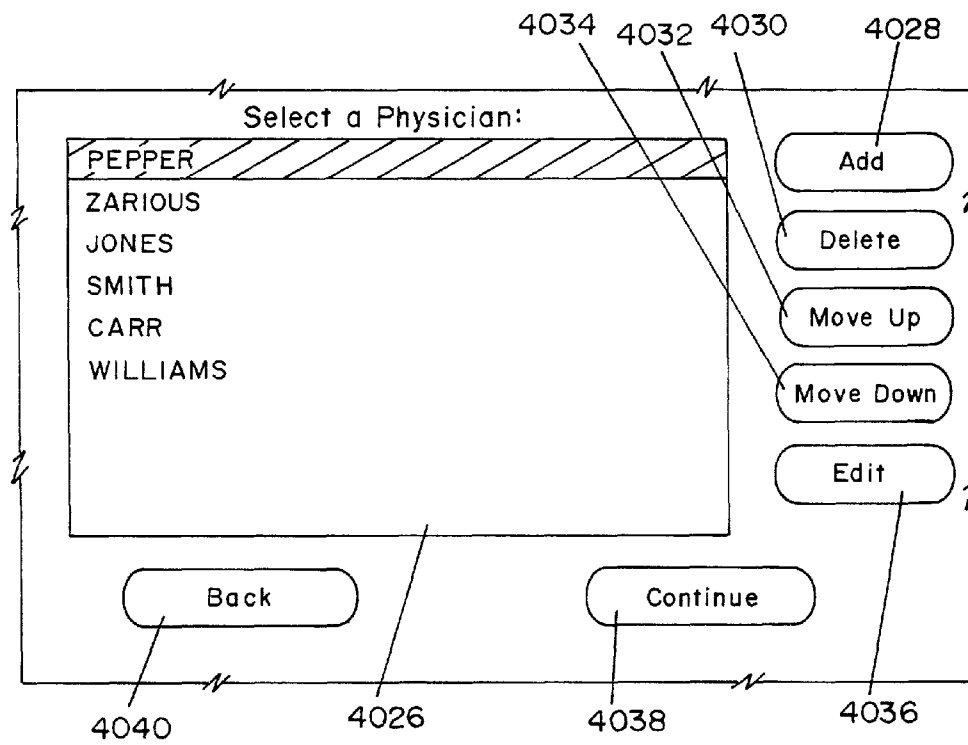 4034 4032 4030 4028
Select a Physician:
PEPPER
ZARIOUS
JONES
SMITH
CARR
WILLIAMS
Add
Delete
Move Up
Move Down
Edit
Back
Continue
4040 4026 4038 4036